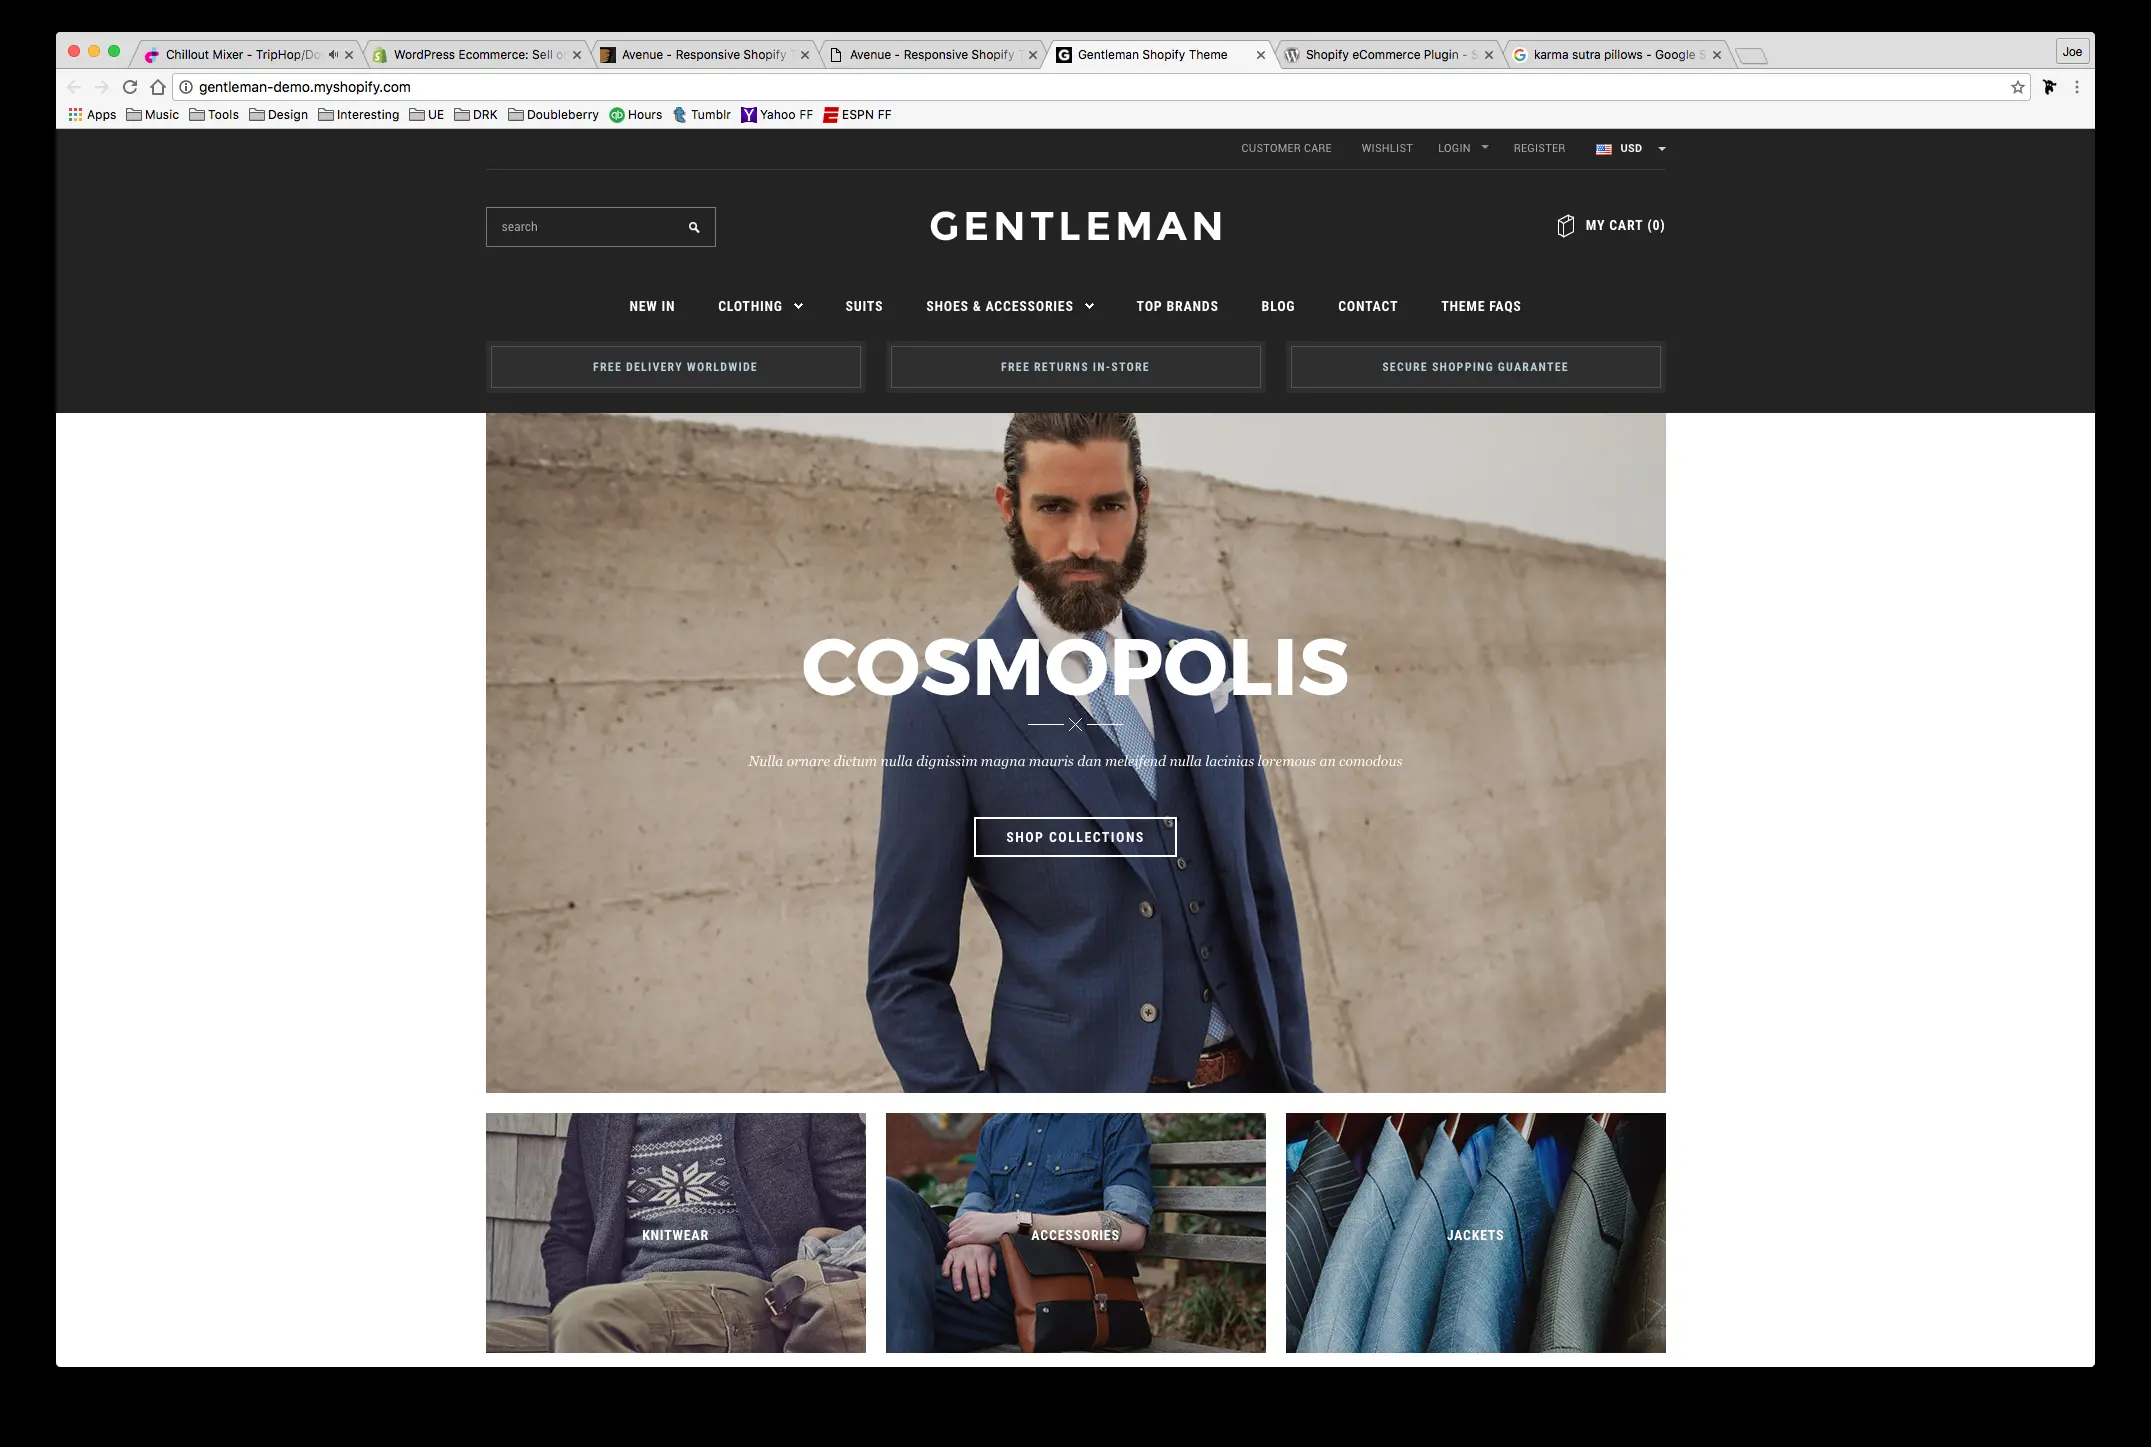 Chillout Mixer - TripHop/Do
WordPress Ecommerce: Sell o
Avenue - Responsive Shopify T
Avenue - Responsive Shopify T
Gentleman Shopify Theme
Shopify eCommerce Plugin - S
karma sutra pillows - Google S
Joe
gentleman-demo.myshopify.com
Apps Music Tools Design Interesting UE DRK Doubleberry Hours Tumblr Yahoo FF ESPN FF
CUSTOMER CARE WISHLIST LOGIN REGISTER USD
search
GENTLEMAN
MY CART (0)
NEW IN CLOTHING SUITS SHOES & ACCESSORIES TOP BRANDS BLOG CONTACT THEME FAQS
FREE DELIVERY WORLDWIDE
FREE RETURNS IN-STORE
SECURE SHOPPING GUARANTEE
COSMOPOLIS
Nulla ornare dictum nulla dignissim magna mauris dan meleifend nulla lacinias loremous an comodous
SHOP COLLECTIONS
KNITWEAR
ACCESSORIES
JACKETS